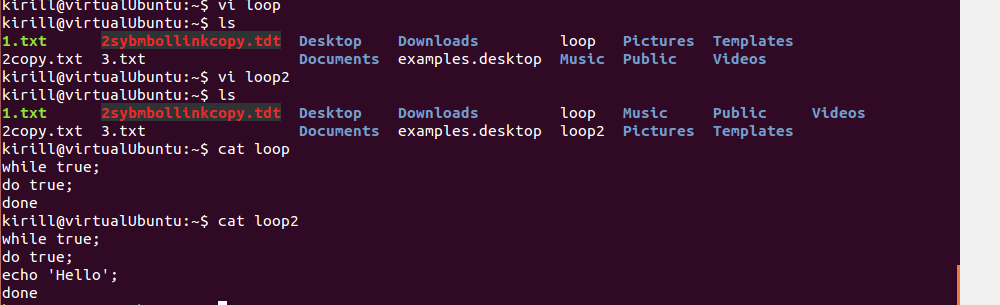 kirill@virtualUbuntu:~$ vi loop
kirill@virtualUbuntu:~$ ls
1.txt 2sybmbollinkcopy.tdt Desktop Downloads loop Pictures Templates
2copy.txt 3.txt Documents examples.desktop Music Public Videos
kirill@virtualUbuntu:~$ vi loop2
kirill@virtualUbuntu:~$ ls
1.txt 2sybmbollinkcopy.tdt Desktop Downloads loop Music Public Videos
2copy.txt 3.txt Documents examples.desktop loop2 Pictures Templates
kirill@virtualUbuntu:~$ cat loop
while true;
do true;
done
kirill@virtualUbuntu:~$ cat loop2
while true;
do true;
echo 'Hello';
done